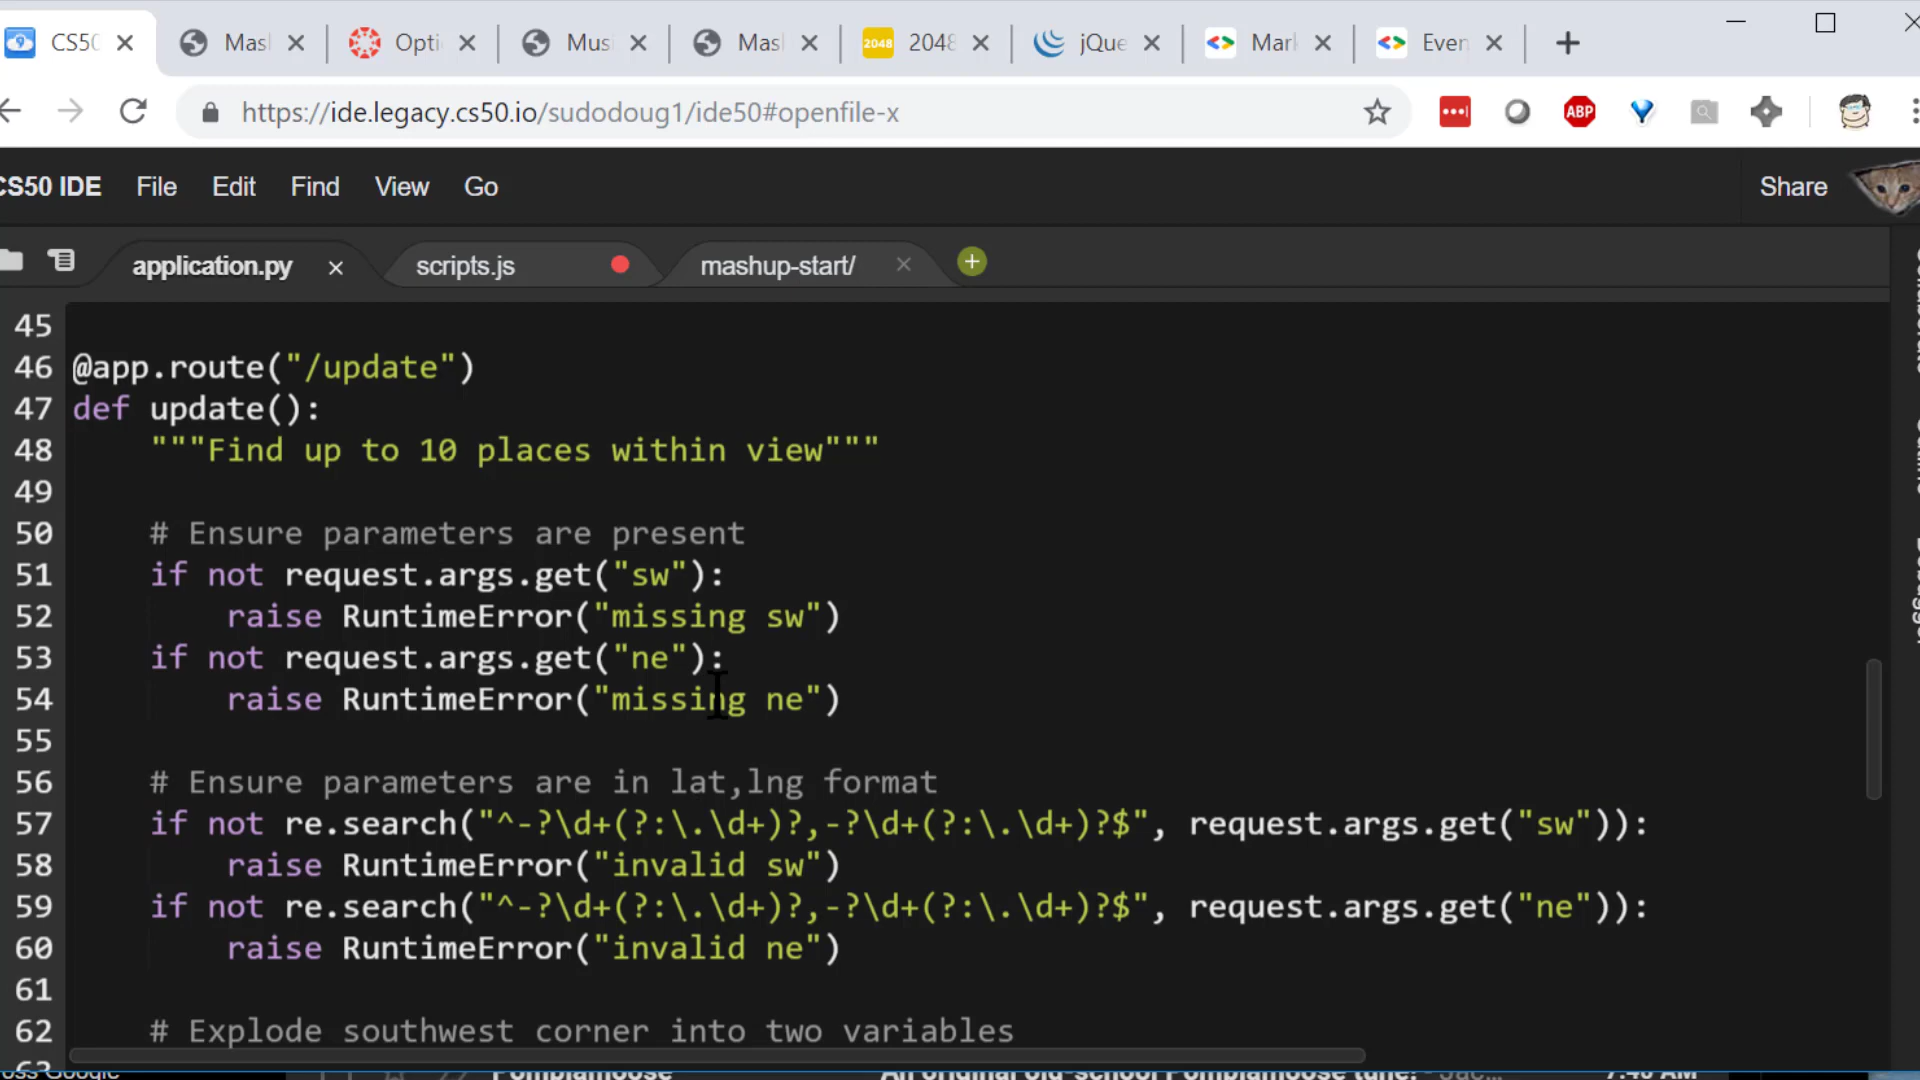 CS50 Mas Opti Mus Mas 2048 2048 jQue Mark Even
https://ide.legacy.cs50.io/sudodoug1/ide50#openfile-x ABP
CS50 IDE File Edit Find View Go Share
application.py scripts.js mashup-start/
45
46 @app.route("/update")
47 def update():
48 """Find up to 10 places within view"""
49
50 # Ensure parameters are present
51 if not request.args.get("sw"):
52 raise RuntimeError("missing sw")
53 if not request.args.get("ne"):
54 raise RuntimeError("missing ne")
55
56 # Ensure parameters are in lat,lng format
57 if not re.search("^-?\d+(?:\.\d+)?,-?\d+(?:\.\d+)?$", request.args.get("sw")):
58 raise RuntimeError("invalid sw")
59 if not re.search("^-?\d+(?:\.\d+)?,-?\d+(?:\.\d+)?$", request.args.get("ne")):
60 raise RuntimeError("invalid ne")
61
62 # Explode southwest corner into two variables
63